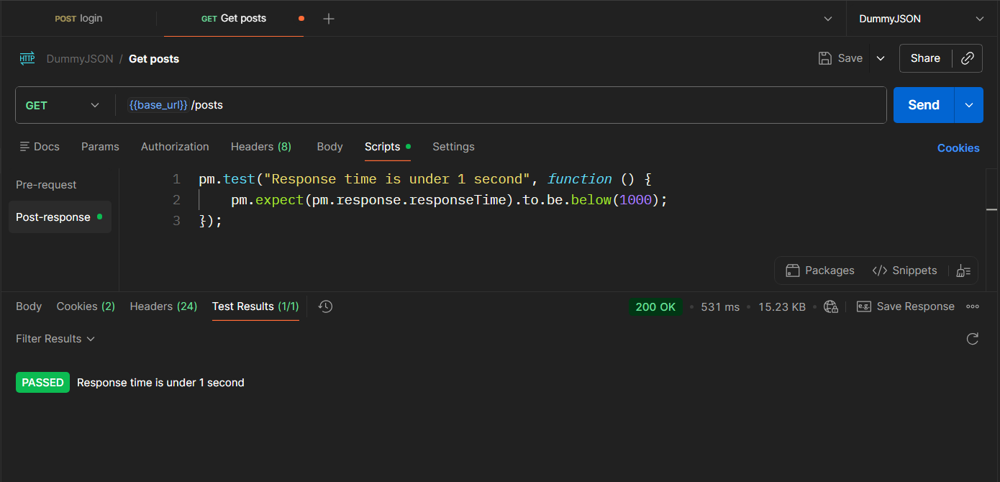 POST login GET Get posts DummyJSON
HTTP DummyJSON / Get posts Save Share
GET {{base_url}} /posts Send
Docs Params Authorization Headers (8) Body Scripts Settings Cookies
Pre-request
Post-response
1 pm.test("Response time is under 1 second", function () {
2 pm.expect(pm.response.responseTime).to.be.below(1000);
3 });
Packages </> Snippets
Body Cookies (2) Headers (24) Test Results (1/1) 200 OK • 531 ms • 15.23 KB • e.g. Save Response
Filter Results
PASSED Response time is under 1 second